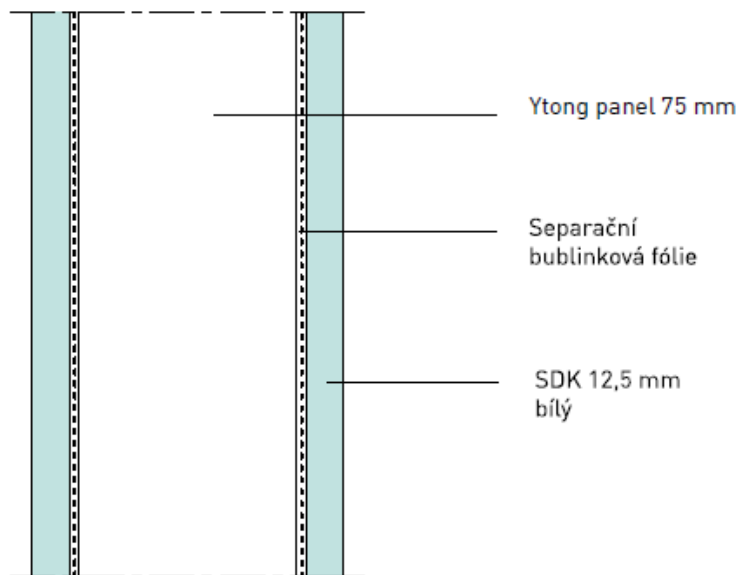 Ytong panel 75 mm
Separační
bublinková fólie
SDK 12,5 mm
bílý